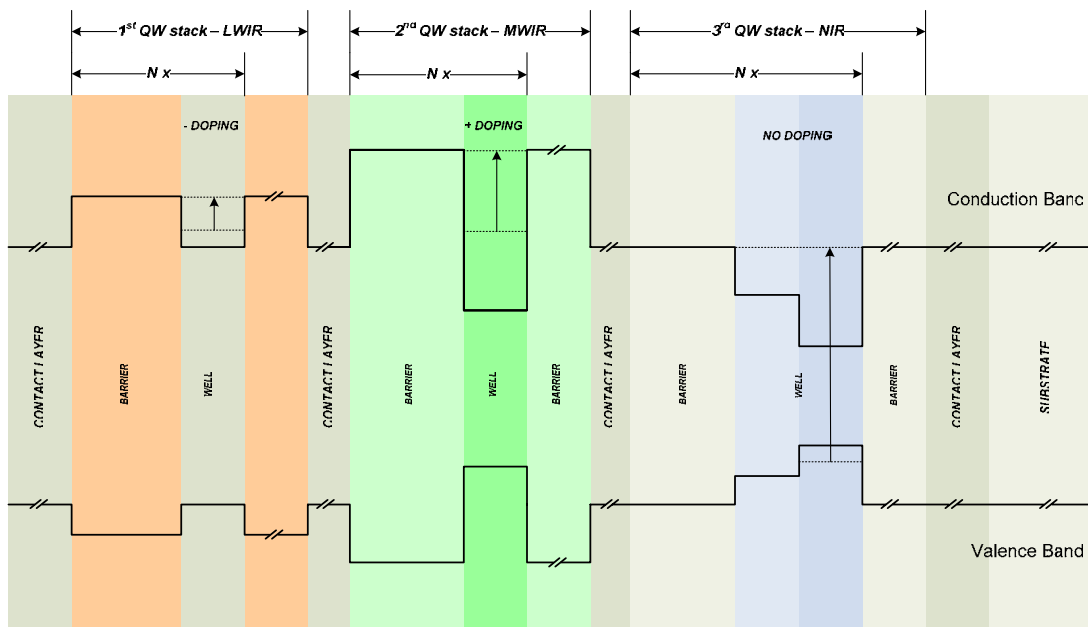 1st QW stack – LWIR
2nd QW stack – MWIR
3rd QW stack – NIR
N x
N x
N x
- DOPING
+ DOPING
NO DOPING
Conduction Banc
CONTACT LAYER
BARRIER
WELL
CONTACT LAYER
BARRIER
WELL
BARRIER
CONTACT LAYER
BARRIER
WELL
BARRIER
CONTACT LAYER
SUBSTRATE
Valence Band